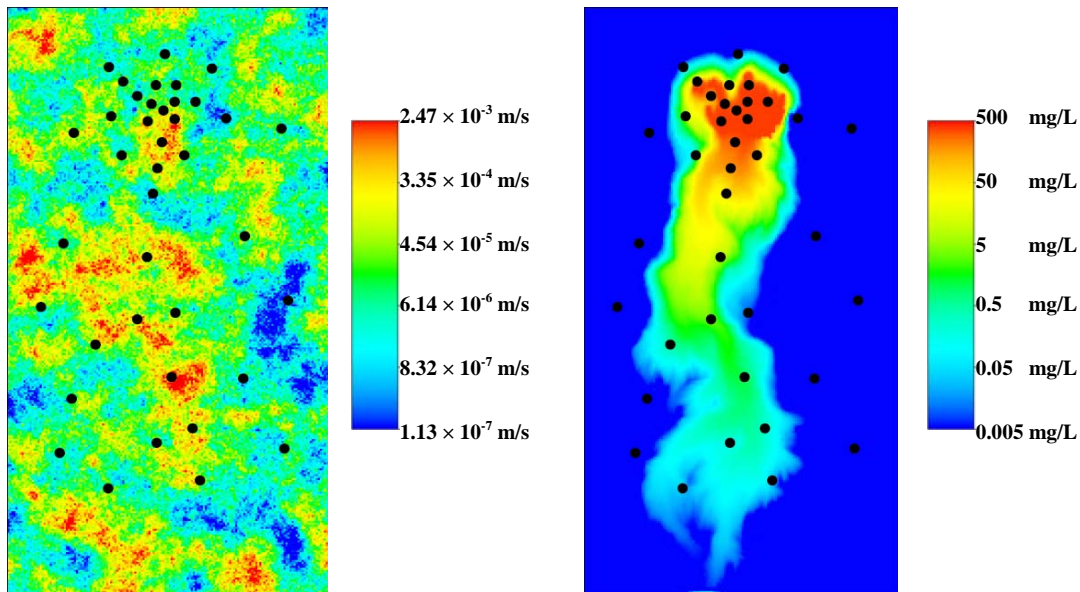 2.47 × 10⁻³ m/s
3.35 × 10⁻⁴ m/s
4.54 × 10⁻⁵ m/s
6.14 × 10⁻⁶ m/s
8.32 × 10⁻⁷ m/s
1.13 × 10⁻⁷ m/s
500 mg/L
50 mg/L
5 mg/L
0.5 mg/L
0.05 mg/L
0.005 mg/L